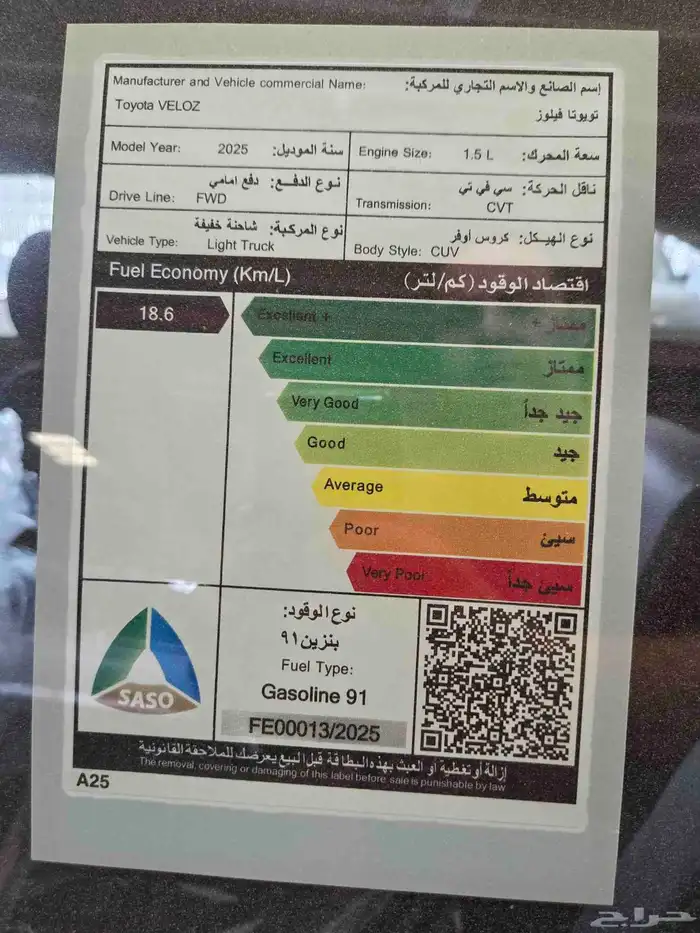 Manufacturer and Vehicle commercial Name: إسم الصانع والاسم التجاري للمركبة:
Toyota VELOZ تويوتا فيلوز
Model Year: 2025 سنة الموديل: Engine Size: 1.5 L سعة المحرك:
نوع الدفع: دفع امامي ناقل الحركة: سي في تي
Drive Line: FWD Transmission: CVT
نوع المركبة: شاحنة خفيفة نوع الهيكل: كروس أوفر
Vehicle Type: Light Truck Body Style: CUV
Fuel Economy (Km/L) اقتصاد الوقود (كم/لتر)
18.6 Excellent + ممتاز +
Excellent ممتاز
Very Good جيد جداً
Good جيد
Average متوسط
Poor سيئ
Very Poor سيئ جداً
نوع الوقود:
بنزين ٩١
Fuel Type:
Gasoline 91
SASO
FE00013/2025
إزالة أو تغطية أو العبث بهذه البطاقة قبل البيع يعرضك للملاحقة القانونية
The removal, covering or damaging of this label before sale is punishable by law
A25
حراج